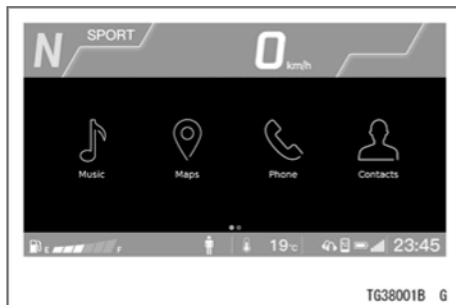 N SPORT 0 km/h
Music Maps Phone Contacts
E F 19°C 23:45
TG38001B G